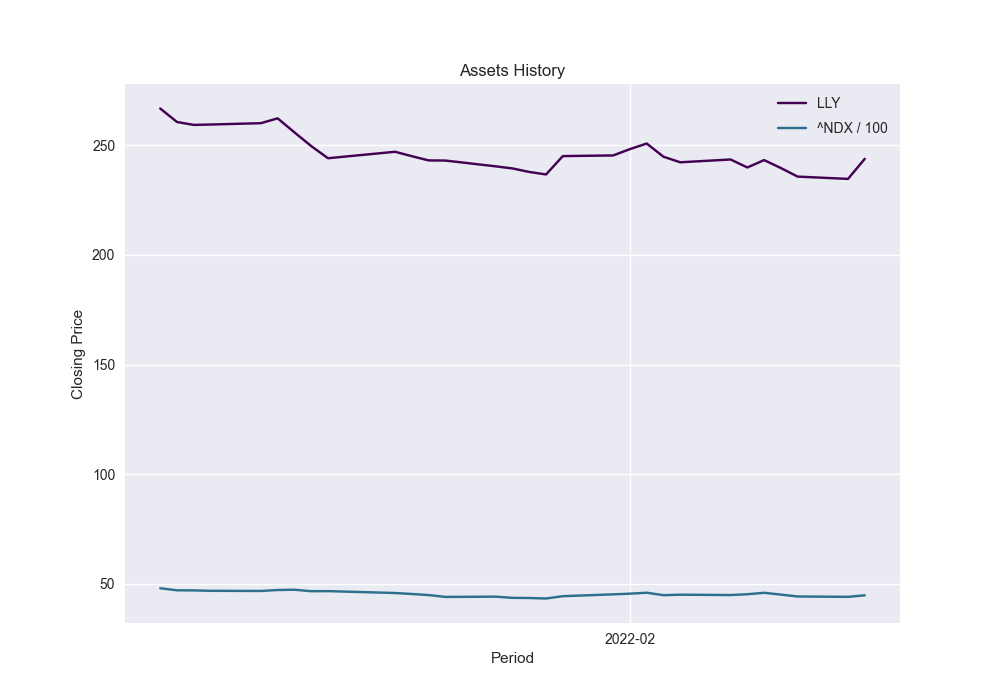 Assets History
LLY
^NDX / 100
250
200
150
100
50
Closing Price
2022-02
Period